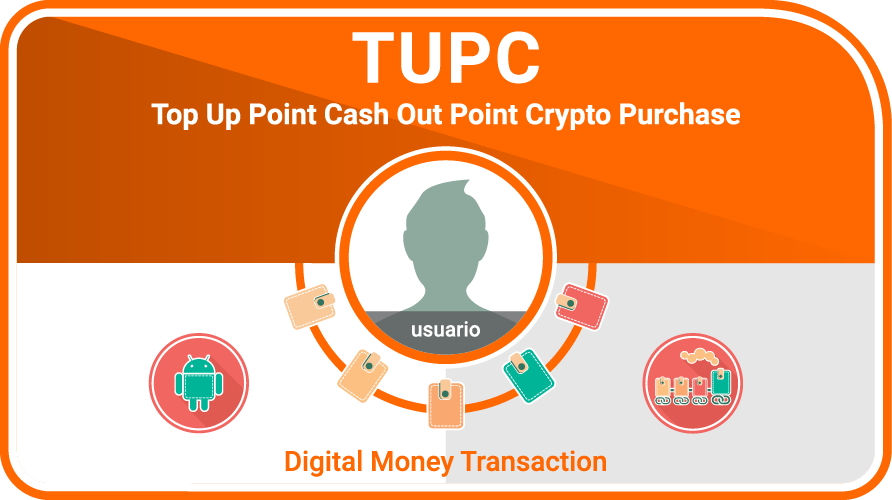 TUPC
Top Up Point Cash Out Point Crypto Purchase
usuario
Digital Money Transaction